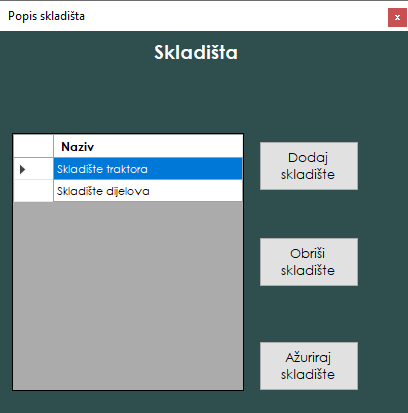 Popis skladišta
x
Skladišta
Naziv
Skladište traktora
Skladište dijelova
Dodaj
skladište
Obriši
skladište
Ažuriraj
skladište